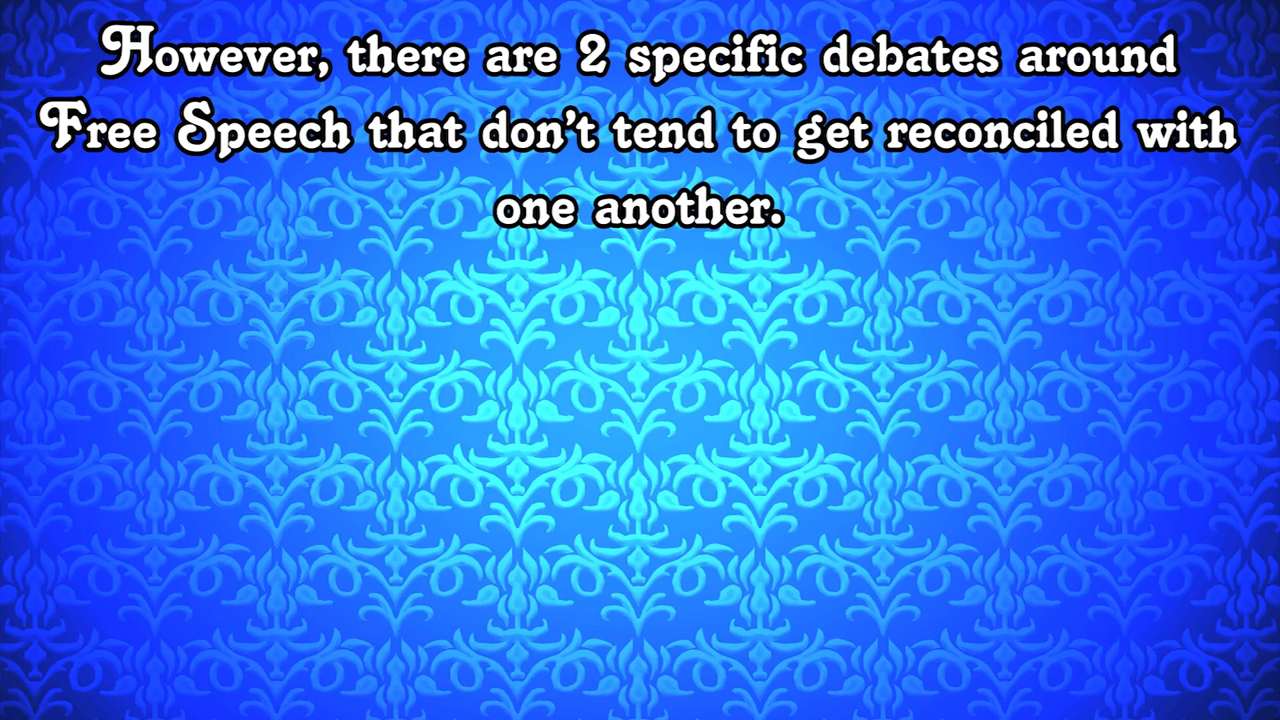 However, there are 2 specific debates around
Free Speech that don't tend to get reconciled with
one another.